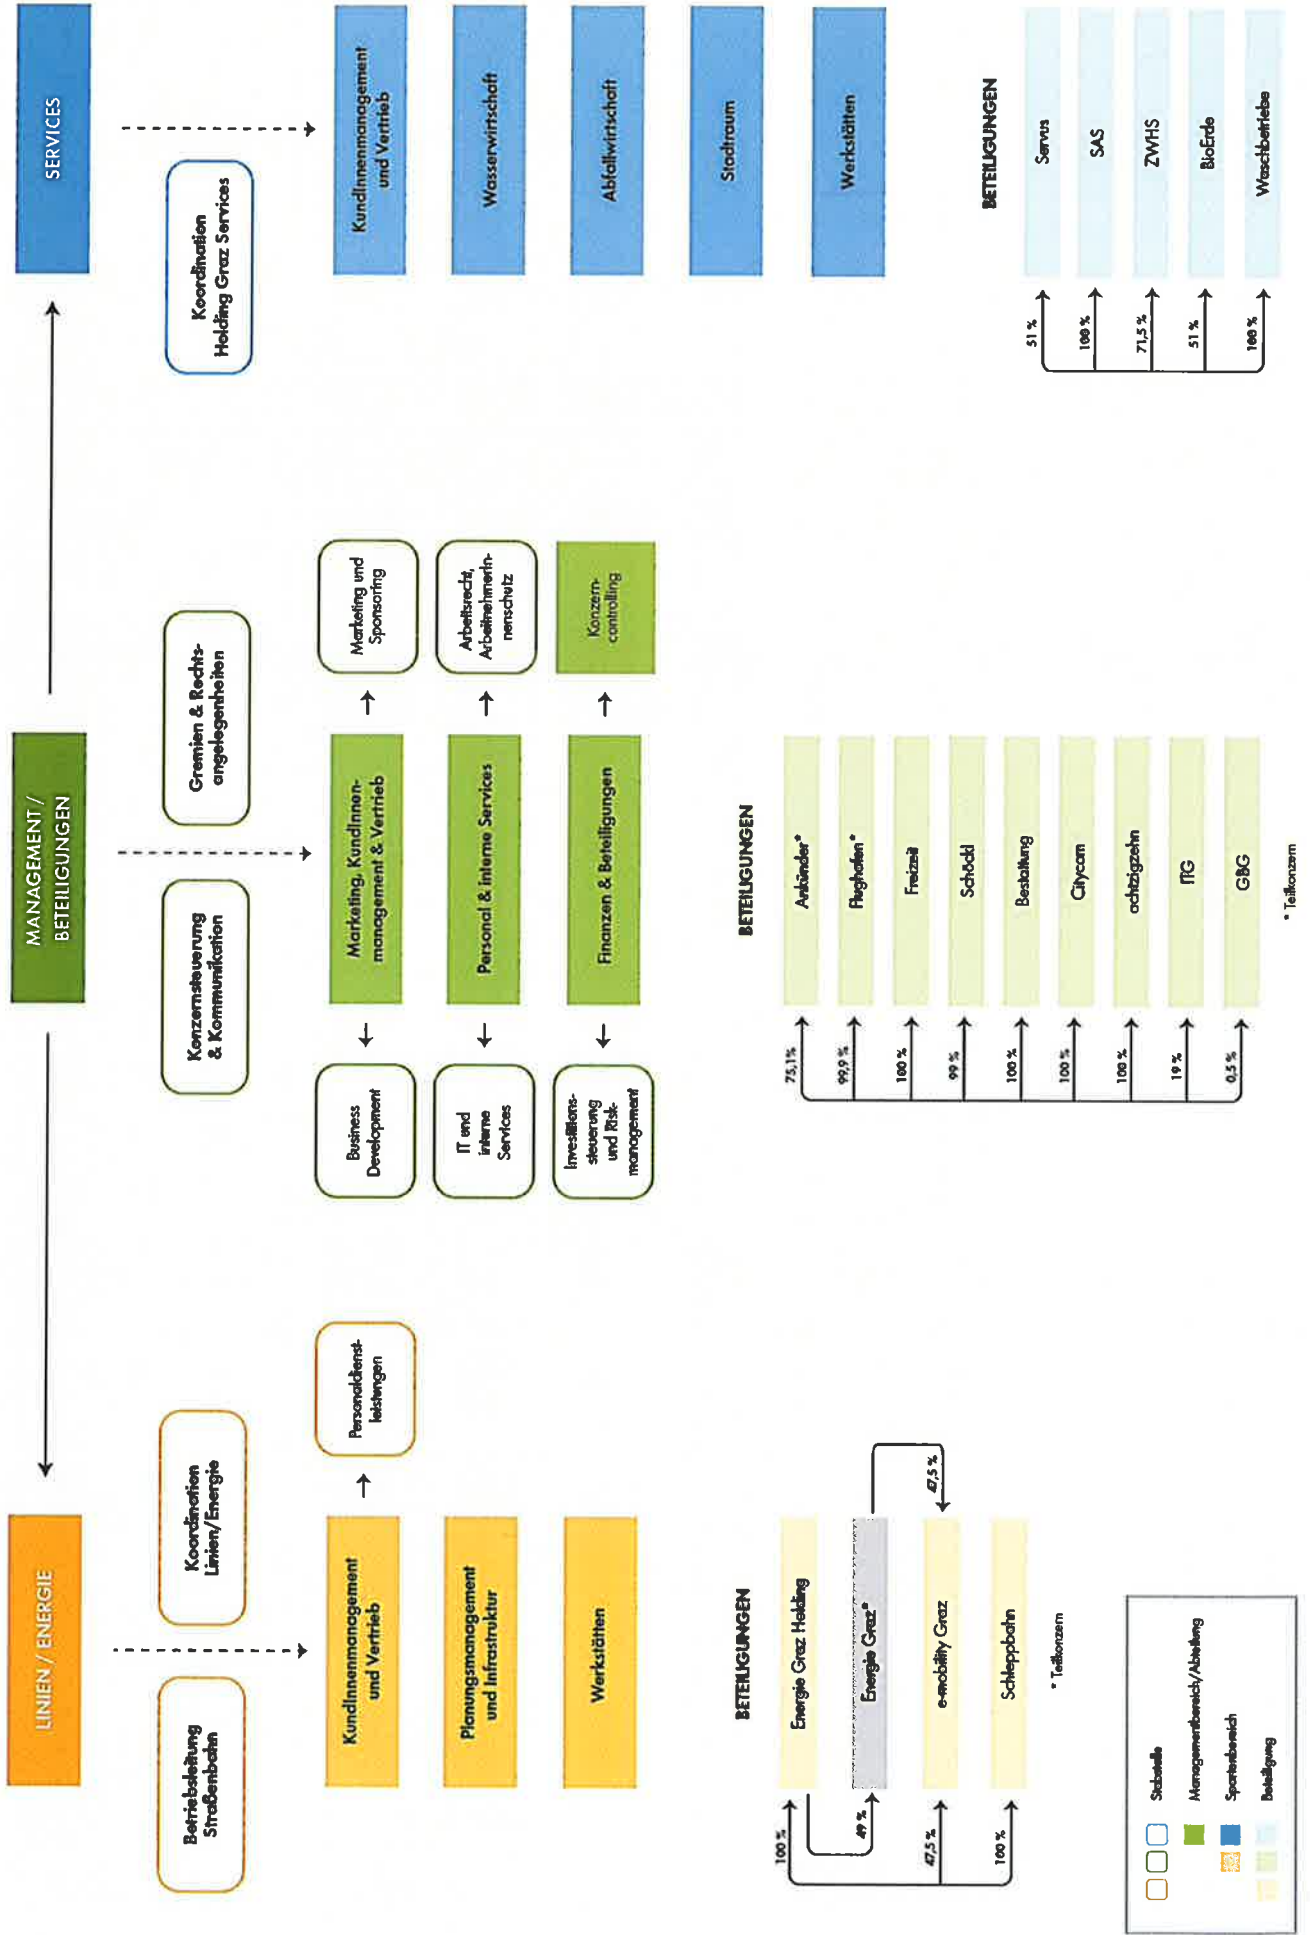 LINIEN / ENERGIE
Betriebsleitung
Straßenbahn
Koordination
Linien/Energie
KundInnenmanagement
und Vertrieb
Personaldienst-
leistungen
Planungsmanagement
und Infrastruktur
Werkstätten
BETEILIGUNGEN
100 %
Energie Graz Holding
49 %
Energie Graz*
47,5 %
47,5 %
e-mobility Graz
100 %
Schleppbahn
* Teilkonzern
MANAGEMENT /
BETEILIGUNGEN
Konzernsteuerung
& Kommunikation
Gremien & Rechts-
angelegenheiten
Business
Development
Marketing, KundInnen-
management & Vertrieb
Marketing und
Sponsoring
IT und
interne
Services
Personal & interne Services
Arbeitsrecht,
ArbeitnehmerIn-
nenschutz
Investitions-
steuerung
und Risk-
management
Finanzen & Beteiligungen
Konzern-
controlling
BETEILIGUNGEN
75,1%
Ankünder*
99,9 %
Flughafen*
100 %
Freizeit
99 %
Schöckl
100 %
Bestattung
100 %
Citycom
100 %
achtzigzehn
19 %
ITG
0,5 %
GBG
* Teilkonzern
SERVICES
Koordination
Holding Graz Services
KundInnenmanagement
und Vertrieb
Wasserwirtschaft
Abfallwirtschaft
Stadtraum
Werkstätten
BETEILIGUNGEN
51 %
Servus
100 %
SAS
71,5 %
ZWHS
51 %
BioErde
100 %
Waschbetriebe
Stabstelle
Managementbereich/Abteilung
Spartenbereich
Beteiligung